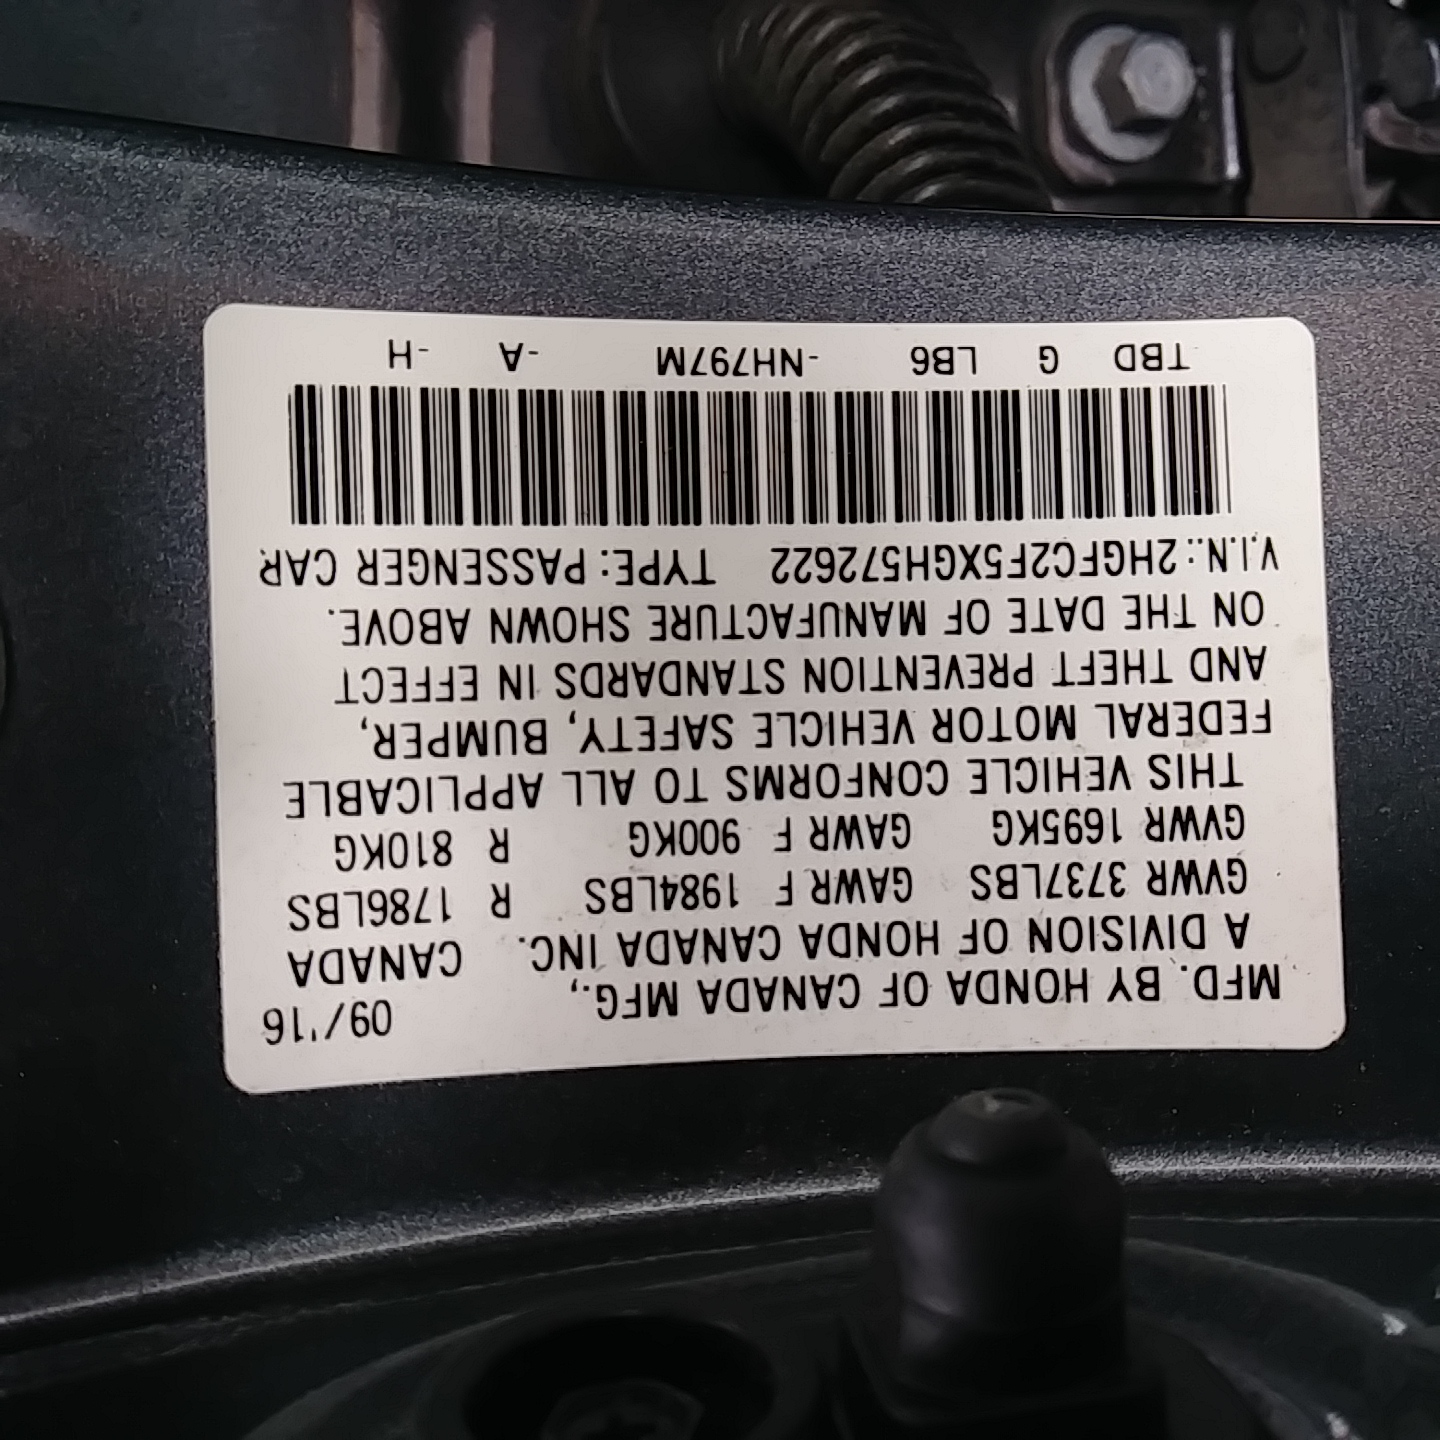 MFD. BY HONDA OF CANADA MFG., 09/'16
A DIVISION OF HONDA CANADA INC. CANADA
GVWR 3737LBS GAWR F 1984LBS R 1786LBS
GVWR 1695KG GAWR F 900KG R 810KG
THIS VEHICLE CONFORMS TO ALL APPLICABLE
FEDERAL MOTOR VEHICLE SAFETY, BUMPER,
AND THEFT PREVENTION STANDARDS IN EFFECT
ON THE DATE OF MANUFACTURE SHOWN ABOVE.
V.I.N.:2HGFC2F5XGH572622 TYPE:PASSENGER CAR
TBD G LB6 -NH797M -A -H